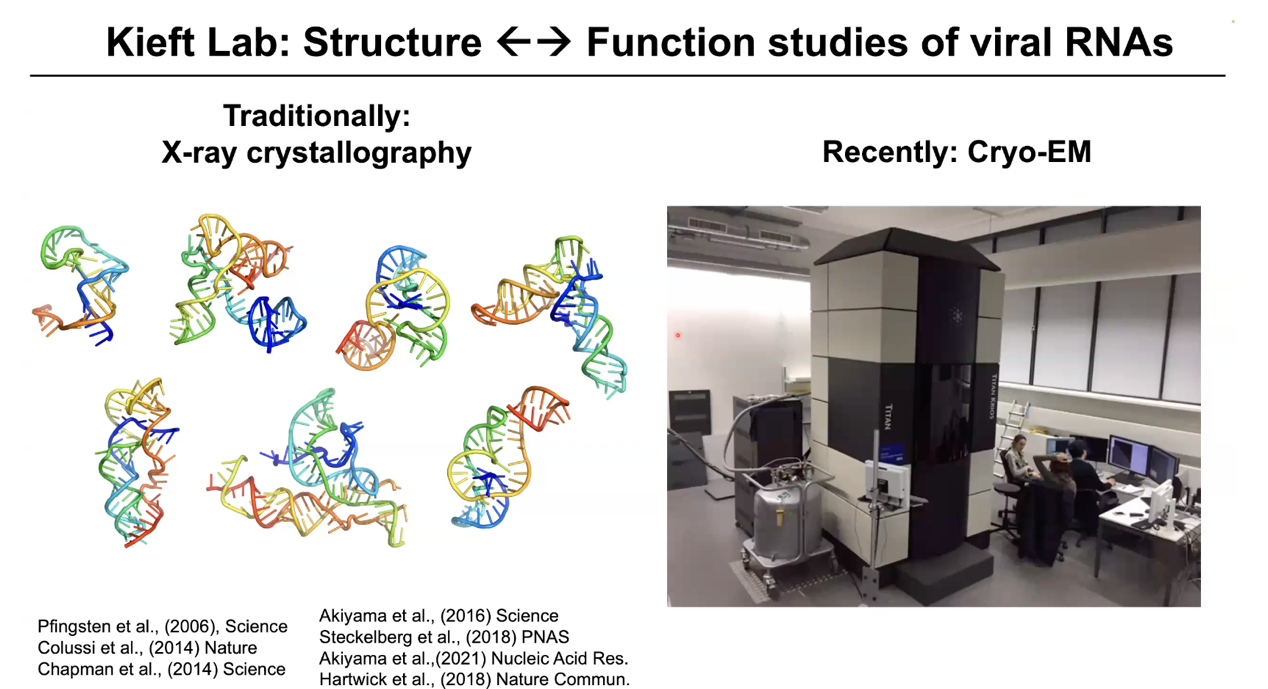 Kieft Lab: Structure ←→ Function studies of viral RNAs
Traditionally:
X-ray crystallography
Recently: Cryo-EM
TITAN
TITAN KRIOS
Pfingsten et al., (2006), Science
Colussi et al., (2014) Nature
Chapman et al., (2014) Science
Akiyama et al., (2016) Science
Steckelberg et al., (2018) PNAS
Akiyama et al.,(2021) Nucleic Acid Res.
Hartwick et al., (2018) Nature Commun.